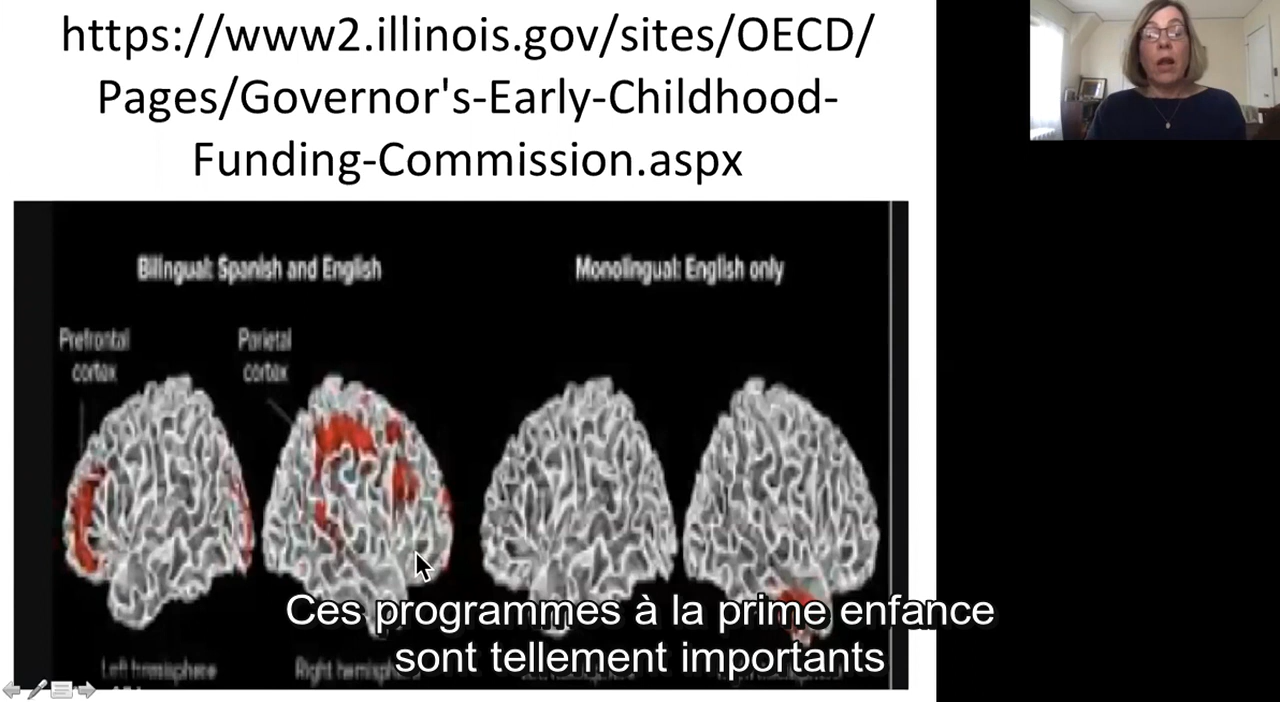 https://www2.illinois.gov/sites/OECD/
Pages/Governor's-Early-Childhood-
Funding-Commission.aspx
Bilingual: Spanish and English
Monolingual: English only
Prefrontal
cortex
Parietal
cortex
Ces programmes à la prime enfance
sont tellement importants
Left hemisphere
Right